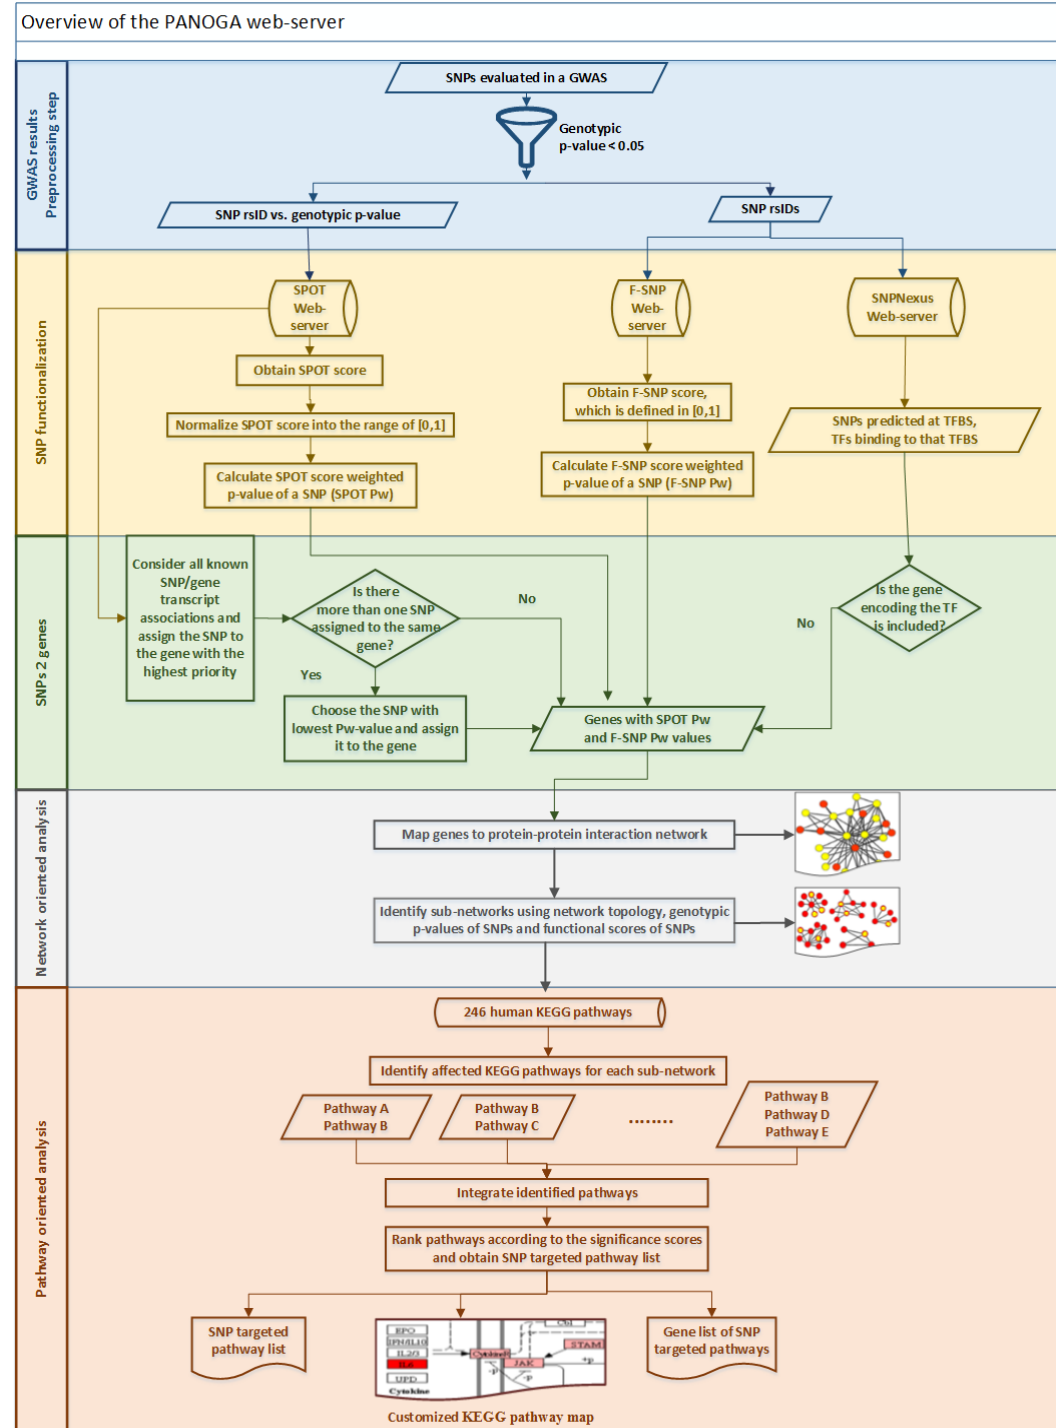 Overview of the PANOGA web-server
GWAS results
Preprocessing step
SNPs evaluated in a GWAS
Genotypic
p-value < 0.05
SNP rsID vs. genotypic p-value
SNP rsIDs
SNP functionalization
SPOT
Web-
server
F-SNP
Web-
server
SNPNexus
Web-server
Obtain SPOT score
Obtain F-SNP score,
which is defined in [0,1]
Normalize SPOT score into the range of [0,1]
SNPs predicted at TFBS,
TFs binding to that TFBS
Calculate SPOT score weighted
p-value of a SNP (SPOT Pw)
Calculate F-SNP score weighted
p-value of a SNP (F-SNP Pw)
SNPs 2 genes
Consider all known
SNP/gene
transcript
associations and
assign the SNP to
the gene with the
highest priority
Is there
more than one SNP
assigned to the same
gene?
No
Yes
Is the gene
encoding the TF
is included?
No
Choose the SNP with
lowest Pw-value and assign
it to the gene
Genes with SPOT Pw
and F-SNP Pw values
Network oriented analysis
Map genes to protein-protein interaction network
Identify sub-networks using network topology, genotypic
p-values of SNPs and functional scores of SNPs
Pathway oriented analysis
246 human KEGG pathways
Identify affected KEGG pathways for each sub-network
Pathway A
Pathway B
Pathway B
Pathway C
........
Pathway B
Pathway D
Pathway E
Integrate identified pathways
Rank pathways according to the significance scores
and obtain SNP targeted pathway list
SNP targeted
pathway list
EPO
IFN/IL10
IL2/3
IL6
UPD
Cytokine
CytokineR
JAK
STAM
+p
-p
-p
Gene list of SNP
targeted pathways
Customized KEGG pathway map